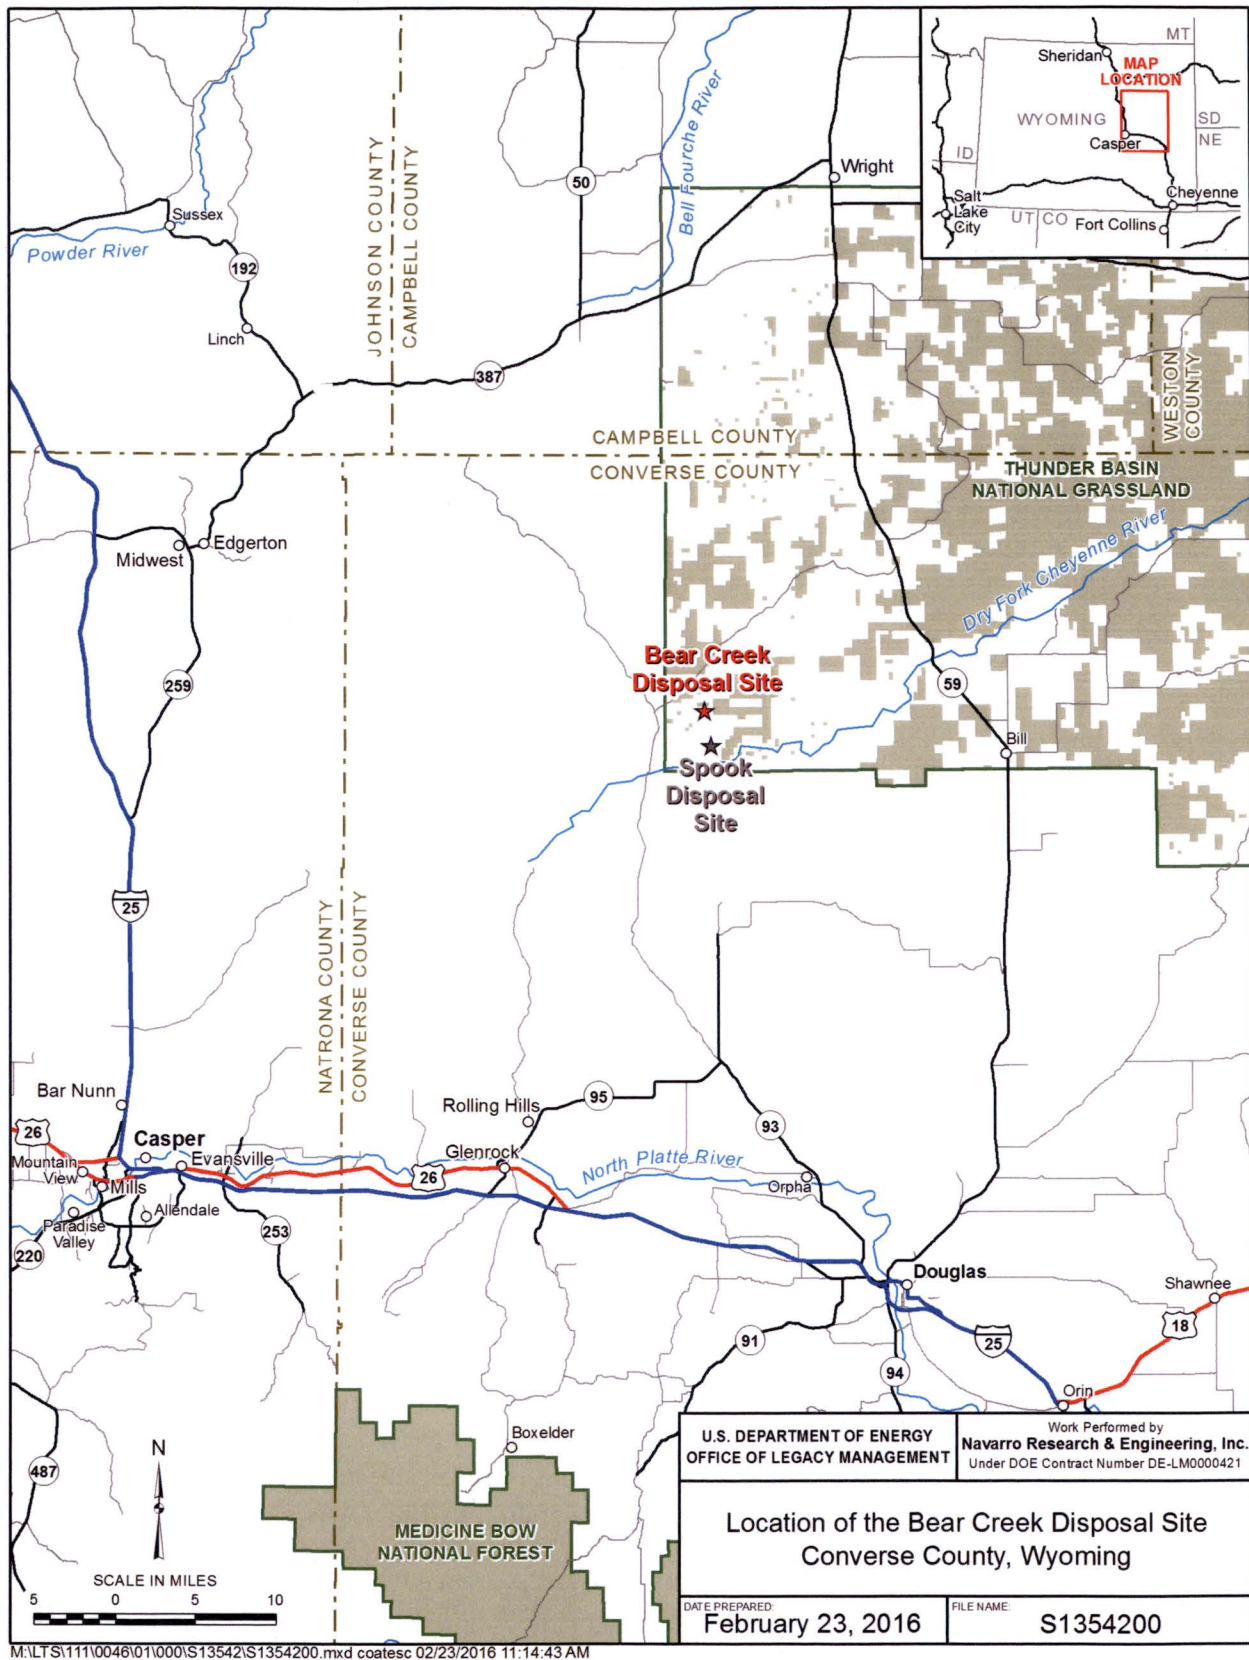 MT
Sheridan
MAP
LOCATION
WYOMING
SD
NE
Casper
ID
Salt
Lake
City
Cheyenne
UT
CO
Fort Collins
Bell Fourche River
50
Wright
Sussex
Powder River
192
JOHNSON COUNTY
CAMPBELL COUNTY
Linch
387
WESTON
COUNTY
CAMPBELL COUNTY
CONVERSE COUNTY
THUNDER BASIN
NATIONAL GRASSLAND
Edgerton
Midwest
Dry Fork Cheyenne River
Bear Creek
Disposal Site
259
59
Bill
Spook
Disposal
Site
25
NATRONA COUNTY
CONVERSE COUNTY
Bar Nunn
Rolling Hills
95
26
Casper
93
Mountain
View
Evansville
Glenrock
26
North Platte River
Mills
Orpha
Paradise
Valley
Allendale
220
253
Douglas
Shawnee
18
91
25
94
Orin
Boxelder
487
N
MEDICINE BOW
NATIONAL FOREST
SCALE IN MILES
5 0 5 10
U.S. DEPARTMENT OF ENERGY
OFFICE OF LEGACY MANAGEMENT
Work Performed by
Navarro Research & Engineering, Inc.
Under DOE Contract Number DE-LM0000421
Location of the Bear Creek Disposal Site
Converse County, Wyoming
DATE PREPARED:
February 23, 2016
FILE NAME:
S1354200
M:\LTS\111\0046\01\000\S13542\S1354200.mxd coatesc 02/23/2016 11:14:43 AM